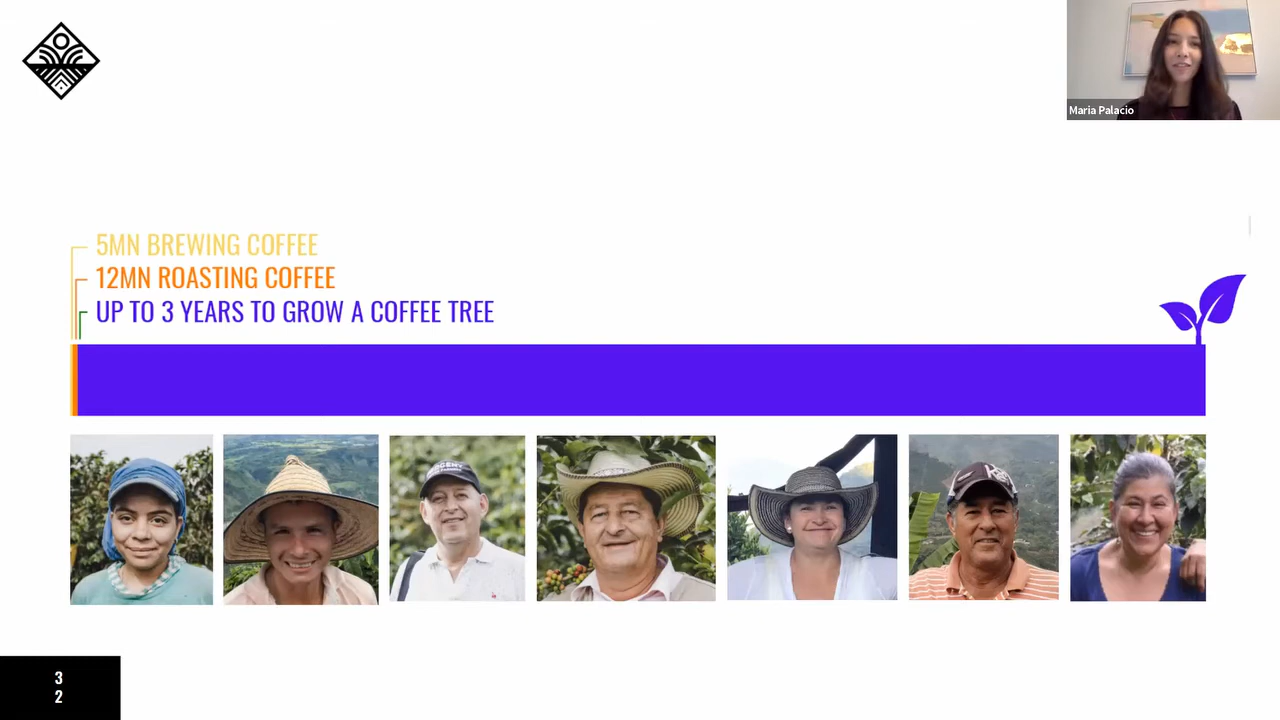 Maria Palacio
5MN BREWING COFFEE
12MN ROASTING COFFEE
UP TO 3 YEARS TO GROW A COFFEE TREE
3
2